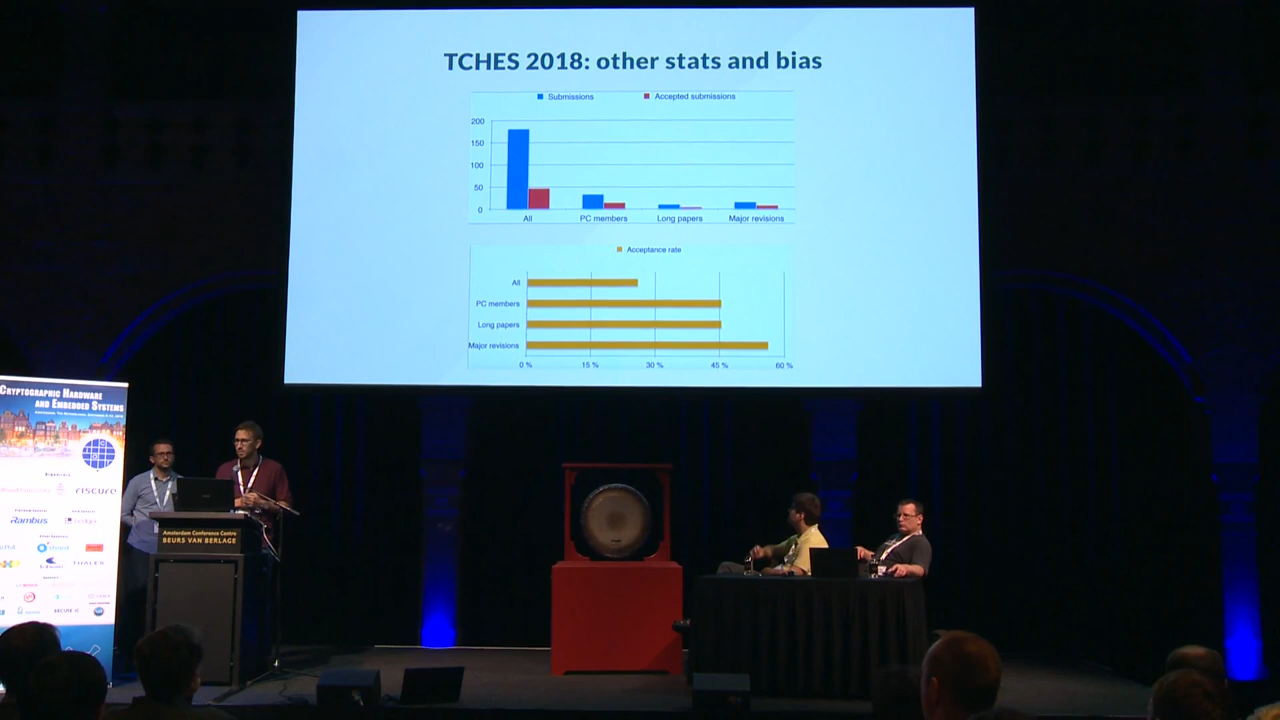 TCHES 2018: other stats and bias
Submissions
Accepted submissions
200
150
100
50
0
All
PC members
Long papers
Major revisions
Acceptance rate
All
PC members
Long papers
Major revisions
0 %
15 %
30 %
45 %
60 %
CRYPTOGRAPHIC HARDWARE
AND EMBEDDED SYSTEMS
riscure
Rambus
THALES
Amsterdam Conference Centre
BEURS VAN BERLAGE